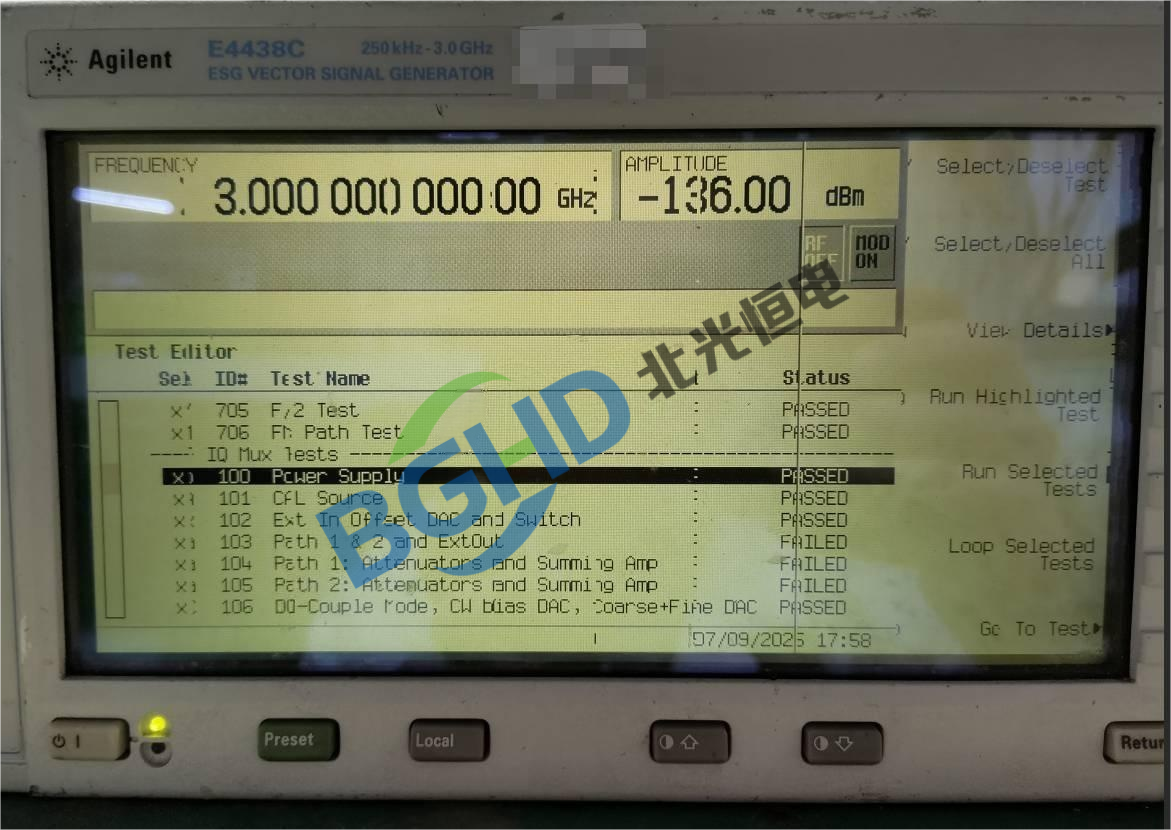 Agilent
E4438C
250 kHz - 3.0 GHz
ESG VECTOR SIGNAL GENERATOR
FREQUENCY
3.000 000 000 00 GHz
AMPLITUDE
-136.00 dBm
RF OFF
MOD ON
Test Editor
Sel ID# Test Name Status
705 F/2 Test : PASSED
706 FM Path Test : PASSED
IQ Mux Tests
100 Power Supply : PASSED
101 CAL Source : PASSED
102 Ext In Offset DAC and Switch : PASSED
103 Path 1 & 2 and ExtOut : FAILED
104 Path 1: Attenuators and Summing Amp : FAILED
105 Path 2: Attenuators and Summing Amp : FAILED
106 DC-Couple Mode, CM bias DAC, Coarse+Fine DAC PASSED
07/09/2025 17:58
Select/Deselect
Test
Select/Deselect
All
View Details
Run Highlighted
Test
Run Selected
Tests
Loop Selected
Tests
Go To Test
BGHD 北光恒电
Preset
Local